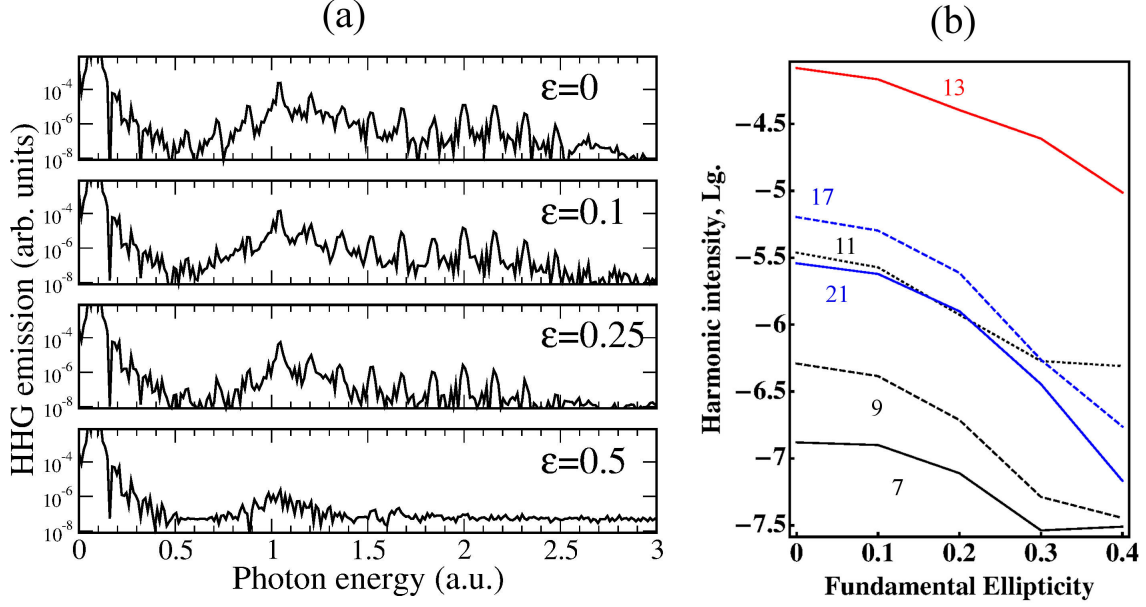 (a)
HHG emission (arb. units)
10-4
10-6
10-8
ε=0
10-4
10-6
10-8
ε=0.1
10-4
10-6
10-8
ε=0.25
10-4
10-6
10-8
ε=0.5
0 0.5 1 1.5 2 2.5 3
Photon energy (a.u.)
(b)
Harmonic intensity, Lg.
−4.5
−5
−5.5
−6
−6.5
−7
−7.5
13
17
11
21
9
7
0 0.1 0.2 0.3 0.4
Fundamental Ellipticity